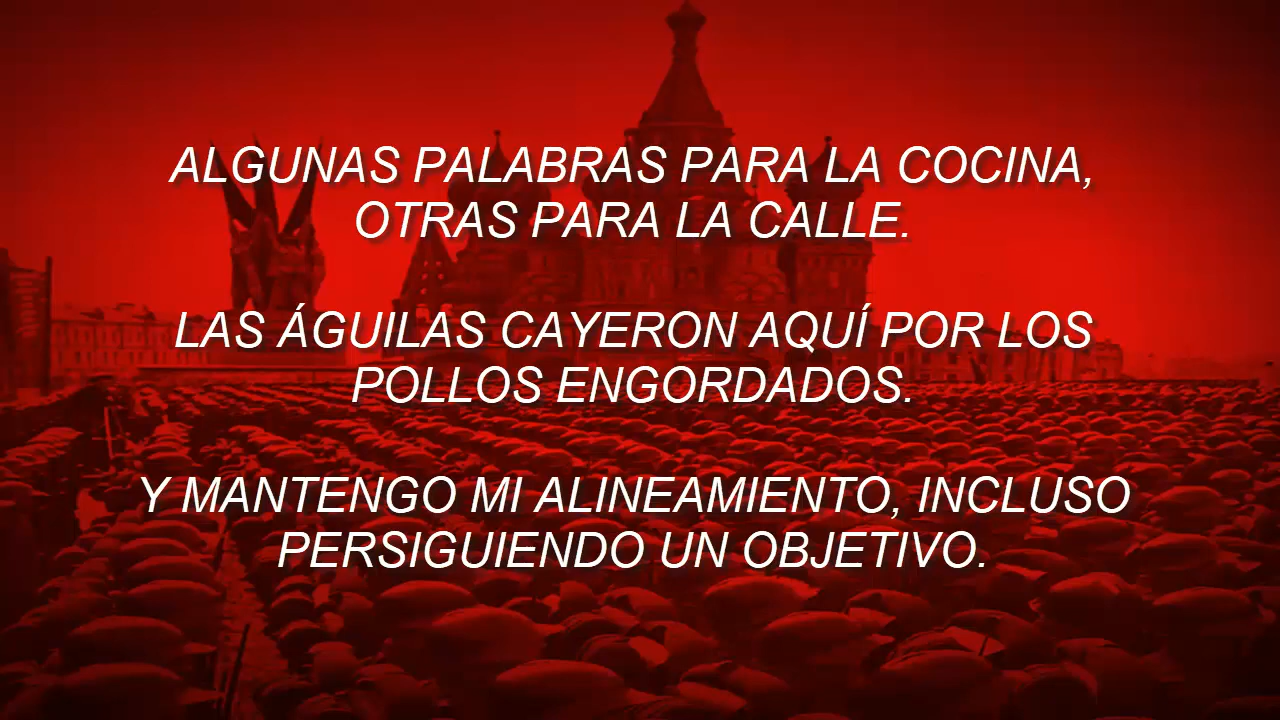 ALGUNAS PALABRAS PARA LA COCINA,
OTRAS PARA LA CALLE.
LAS ÁGUILAS CAYERON AQUÍ POR LOS
POLLOS ENGORDADOS.
Y MANTENGO MI ALINEAMIENTO, INCLUSO
PERSIGUIENDO UN OBJETIVO.